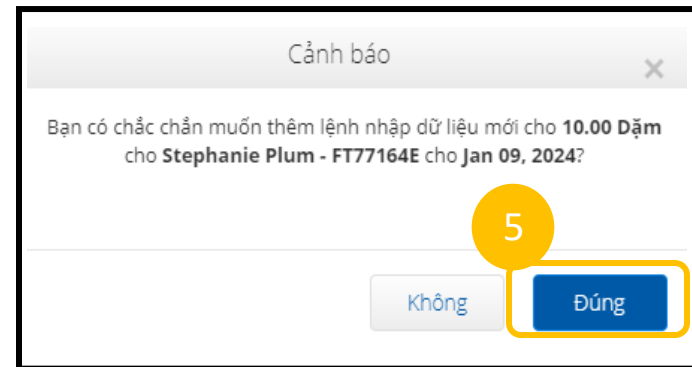 Cảnh báo
×
Bạn có chắc chắn muốn thêm lệnh nhập dữ liệu mới cho 10.00 Dặm
cho Stephanie Plum - FT77164E cho Jan 09, 2024?
5
Không
Đúng